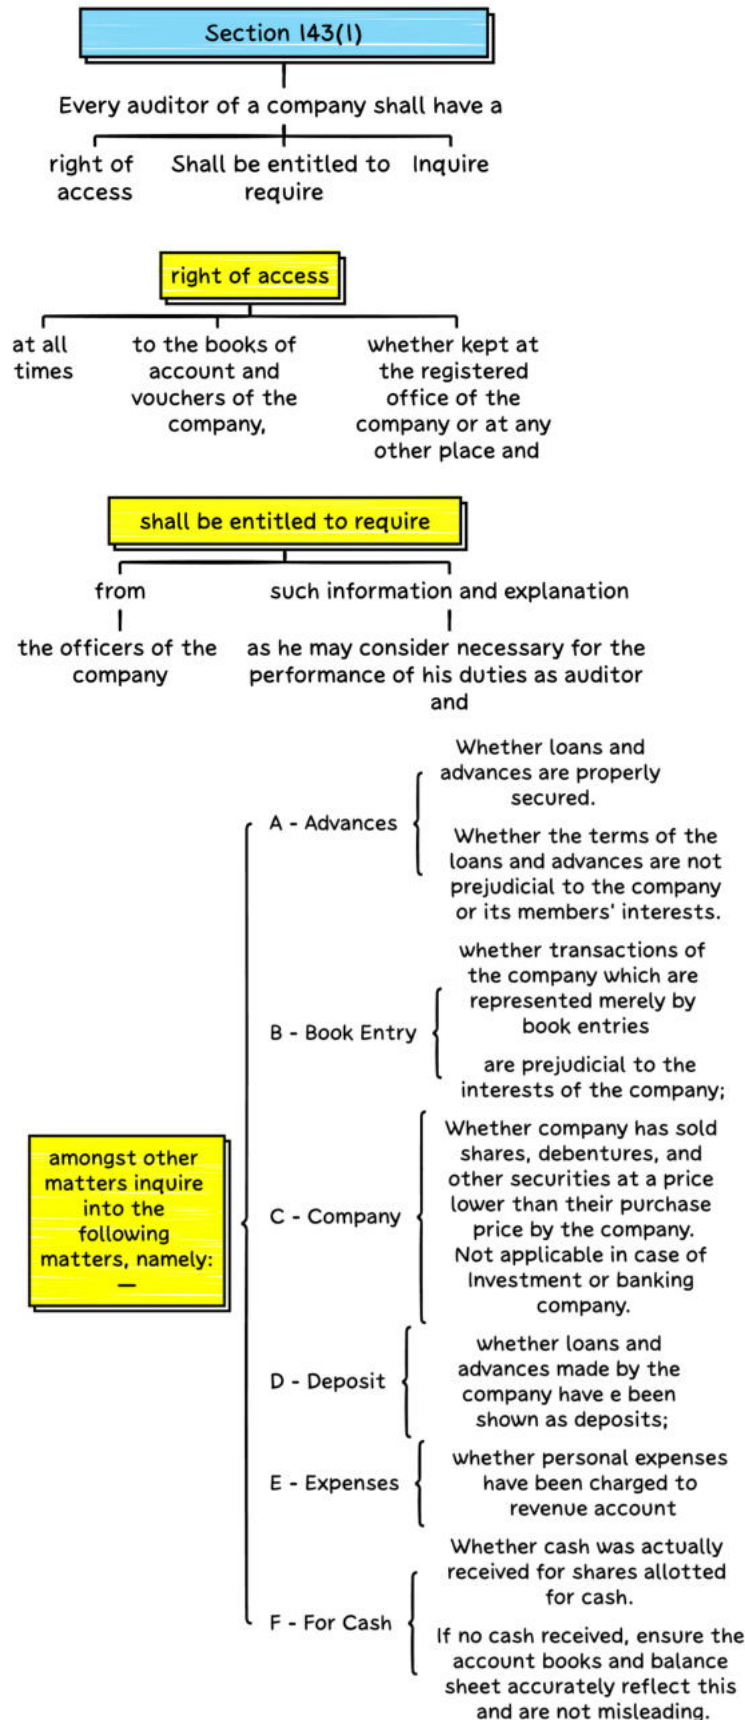 Section 143(1)
Every auditor of a company shall have a
right of
access
Shall be entitled to
require
Inquire
right of access
at all
times
to the books of
account and
vouchers of the
company,
whether kept at
the registered
office of the
company or at any
other place and
shall be entitled to require
from
the officers of the
company
such information and explanation
as he may consider necessary for the
performance of his duties as auditor
and
amongst other
matters inquire
into the
following
matters, namely:
—
A - Advances
Whether loans and
advances are properly
secured.
Whether the terms of the
loans and advances are not
prejudicial to the company
or its members' interests.
B - Book Entry
whether transactions of
the company which are
represented merely by
book entries
are prejudicial to the
interests of the company;
C - Company
Whether company has sold
shares, debentures, and
other securities at a price
lower than their purchase
price by the company.
Not applicable in case of
Investment or banking
company.
D - Deposit
whether loans and
advances made by the
company have e been
shown as deposits;
E - Expenses
whether personal expenses
have been charged to
revenue account
F - For Cash
Whether cash was actually
received for shares allotted
for cash.
If no cash received, ensure the
account books and balance
sheet accurately reflect this
and are not misleading.